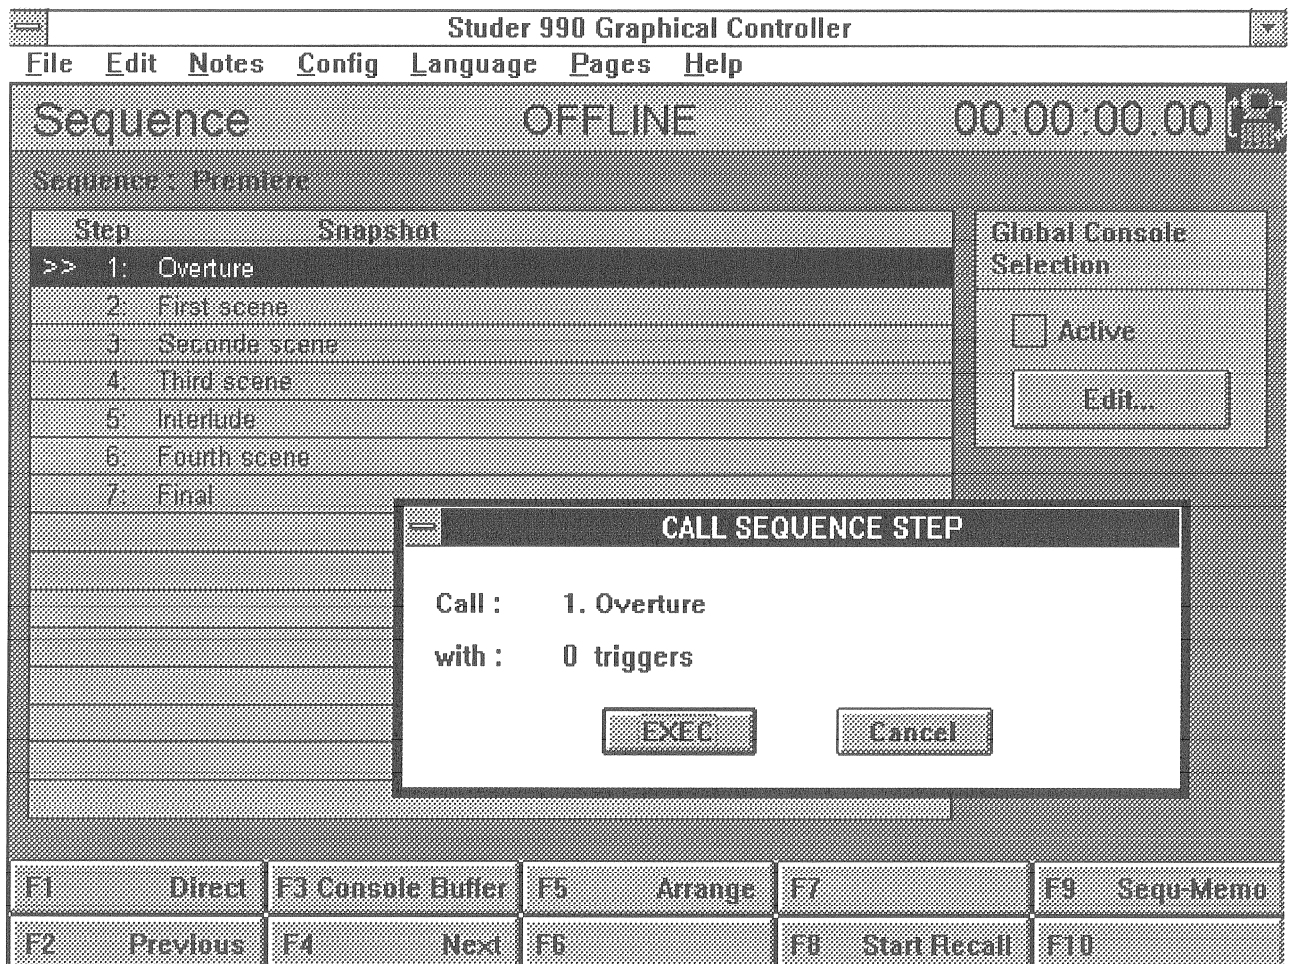 Studer 990 Graphical Controller
File Edit Notes Config Language Pages Help
Sequence OFFLINE 00:00:00.00
Sequence : Premiere
Step Snapshot
>> 1: Overture
2: First scene
3: Seconde scene
4: Third scene
5: Interlude
6: Fourth scene
7: Final
Global Console
Selection
Active
Edit...
CALL SEQUENCE STEP
Call : 1. Overture
with : 0 triggers
EXEC Cancel
F1 Direct F3 Console Buffer F5 Arrange F7 F9 Sequ-Memo
F2 Previous F4 Next F6 F8 Start Recall F10